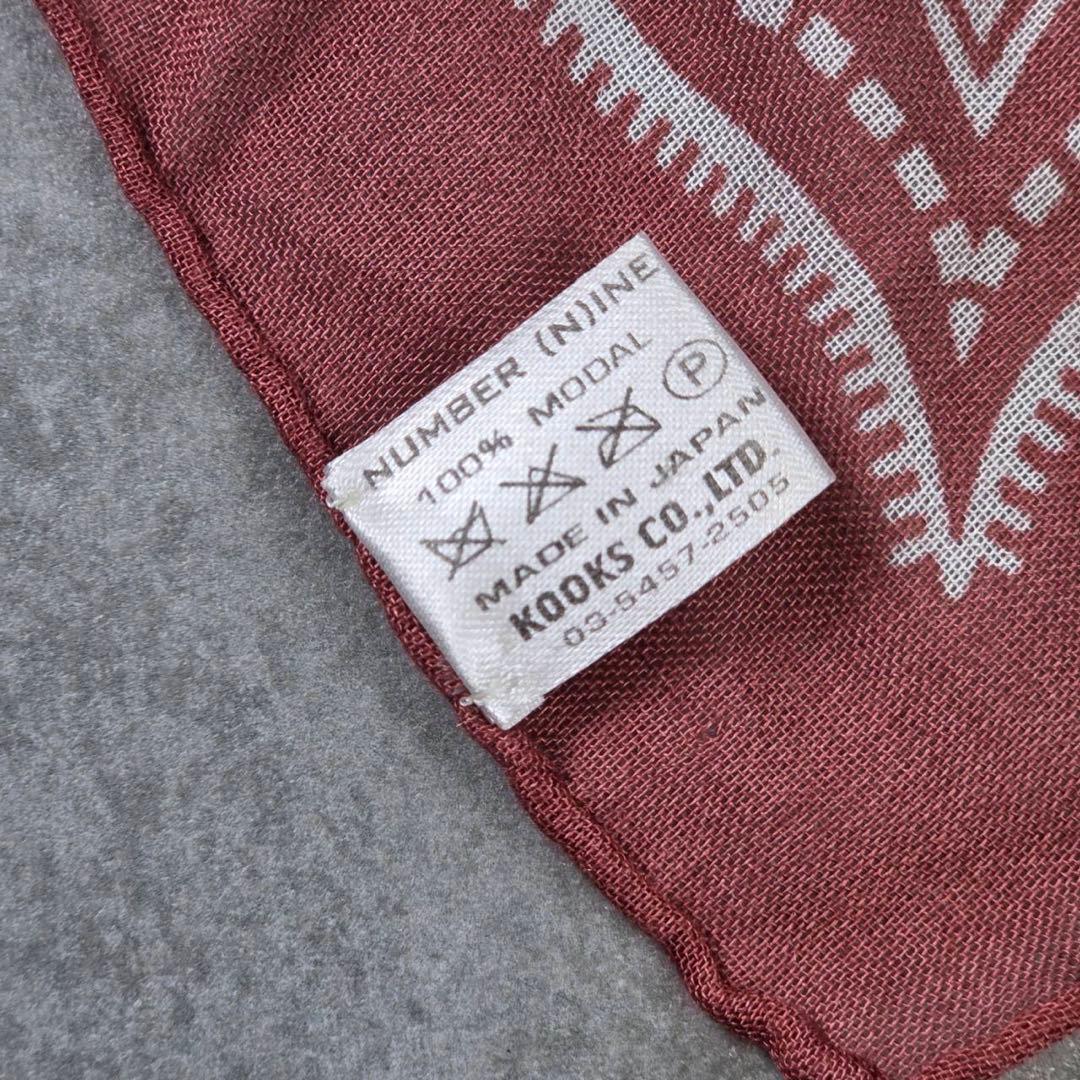 NUMBER (N)INE
100% MODAL
P
MADE IN JAPAN
KOOKS CO.,LTD.
03-5457-2505